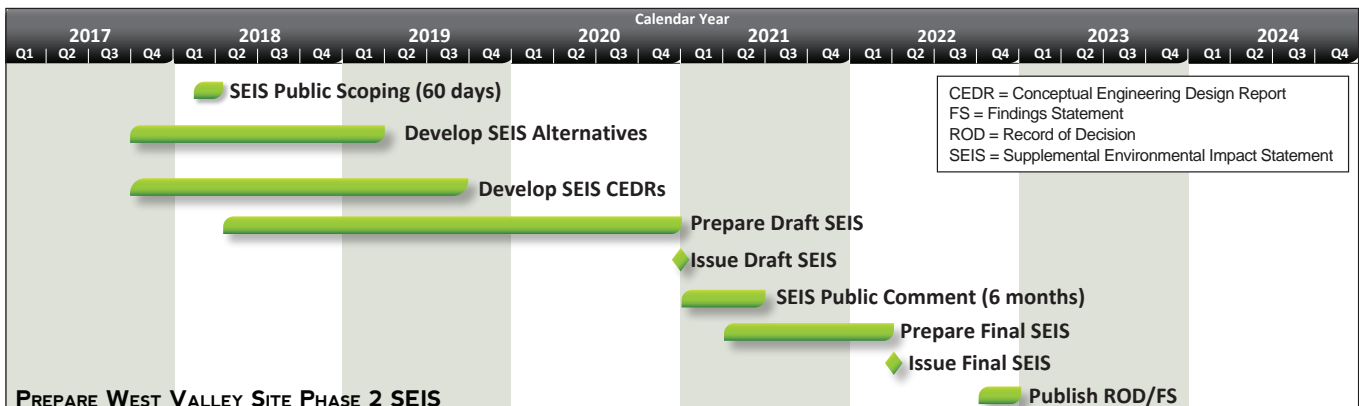 Calendar Year
2017 2018 2019 2020 2021 2022 2023 2024
Q1 Q2 Q3 Q4 Q1 Q2 Q3 Q4 Q1 Q2 Q3 Q4 Q1 Q2 Q3 Q4 Q1 Q2 Q3 Q4 Q1 Q2 Q3 Q4 Q1 Q2 Q3 Q4 Q1 Q2 Q3 Q4
SEIS Public Scoping (60 days)
CEDR = Conceptual Engineering Design Report
FS = Findings Statement
ROD = Record of Decision
SEIS = Supplemental Environmental Impact Statement
Develop SEIS Alternatives
Develop SEIS CEDRs
Prepare Draft SEIS
Issue Draft SEIS
SEIS Public Comment (6 months)
Prepare Final SEIS
Issue Final SEIS
Publish ROD/FS
PREPARE WEST VALLEY SITE PHASE 2 SEIS